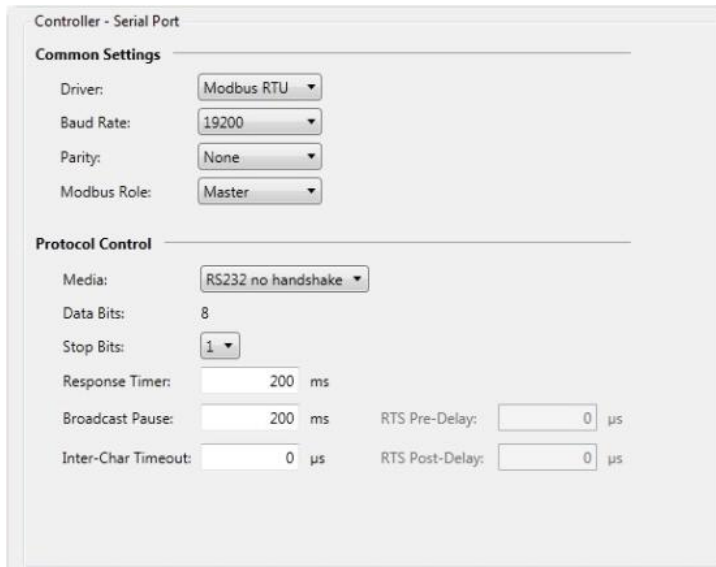 Controller - Serial Port
Common Settings
Driver: Modbus RTU
Baud Rate: 19200
Parity: None
Modbus Role: Master
Protocol Control
Media: RS232 no handshake
Data Bits: 8
Stop Bits: 1
Response Timer: 200 ms
Broadcast Pause: 200 ms RTS Pre-Delay: 0 µs
Inter-Char Timeout: 0 µs RTS Post-Delay: 0 µs